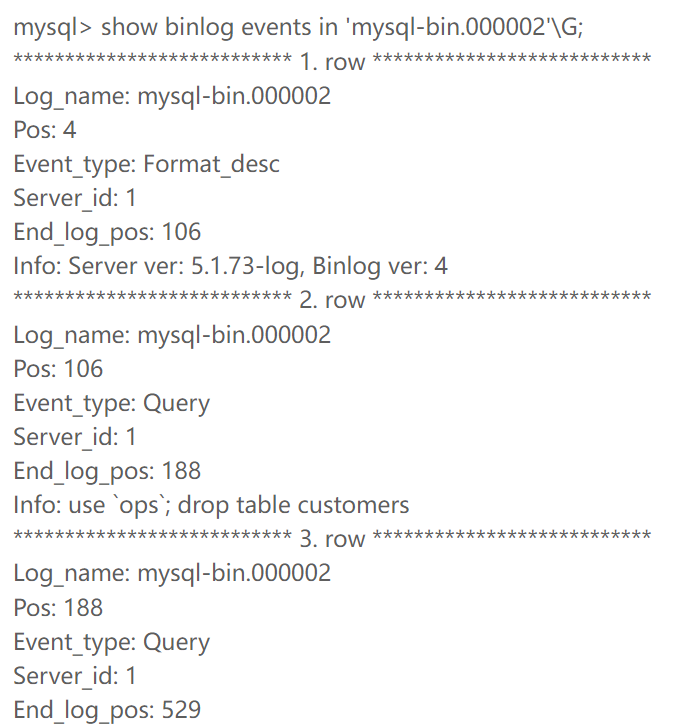 mysql> show binlog events in 'mysql-bin.000002'\G;
*************************** 1. row ***************************
Log_name: mysql-bin.000002
Pos: 4
Event_type: Format_desc
Server_id: 1
End_log_pos: 106
Info: Server ver: 5.1.73-log, Binlog ver: 4
*************************** 2. row ***************************
Log_name: mysql-bin.000002
Pos: 106
Event_type: Query
Server_id: 1
End_log_pos: 188
Info: use `ops`; drop table customers
*************************** 3. row ***************************
Log_name: mysql-bin.000002
Pos: 188
Event_type: Query
Server_id: 1
End_log_pos: 529